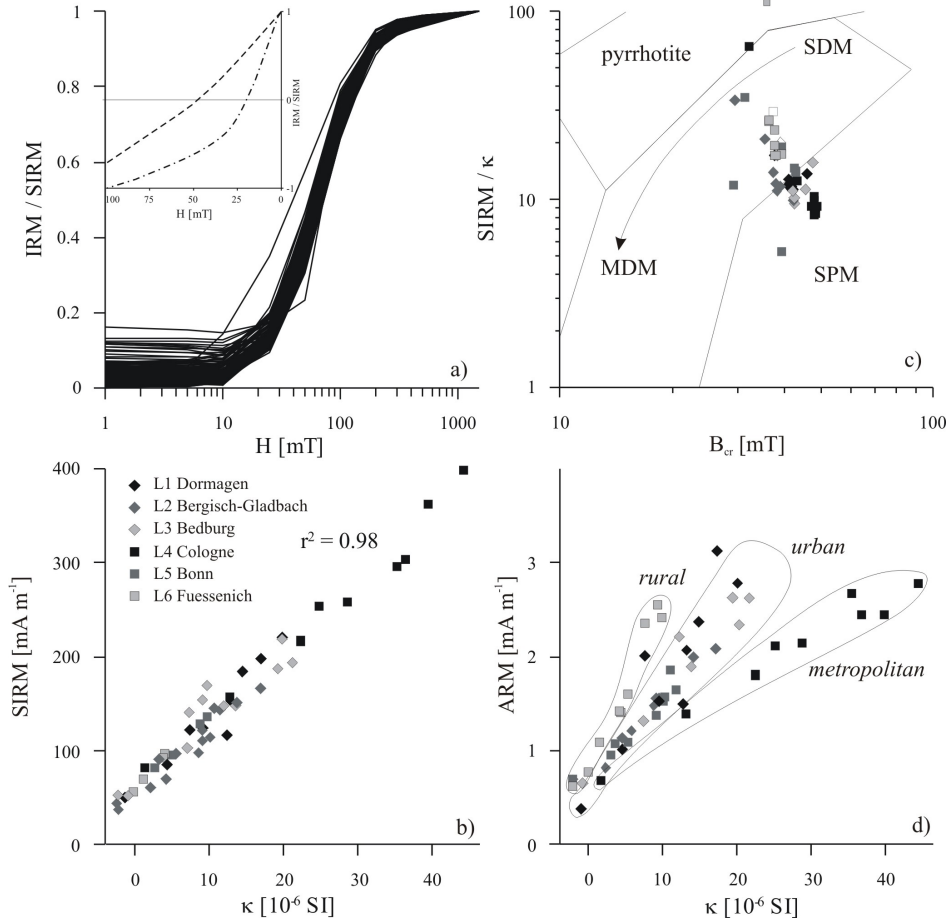 1
0.8
0.6
0.4
0.2
0
IRM / SIRM
1
10
100
1000
H [mT]
a)
1
0
-1
IRM / SIRM
100
75
50
25
0
H [mT]
100
10
1
SIRM / κ
pyrrhotite
SDM
MDM
SPM
c)
10
100
Bcr [mT]
400
300
200
100
0
SIRM [mA m-1]
L1 Dormagen
L2 Bergisch-Gladbach
L3 Bedburg
L4 Cologne
L5 Bonn
L6 Fuessenich
r2 = 0.98
b)
0
10
20
30
40
κ [10-6 SI]
3
2
1
0
ARM [mA m-1]
rural
urban
metropolitan
d)
0
10
20
30
40
κ [10-6 SI]